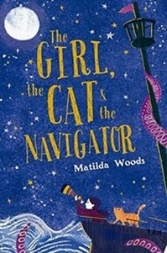 The
GIRL,
the CAT &
the
NAVIGATOR
Matilda Woods